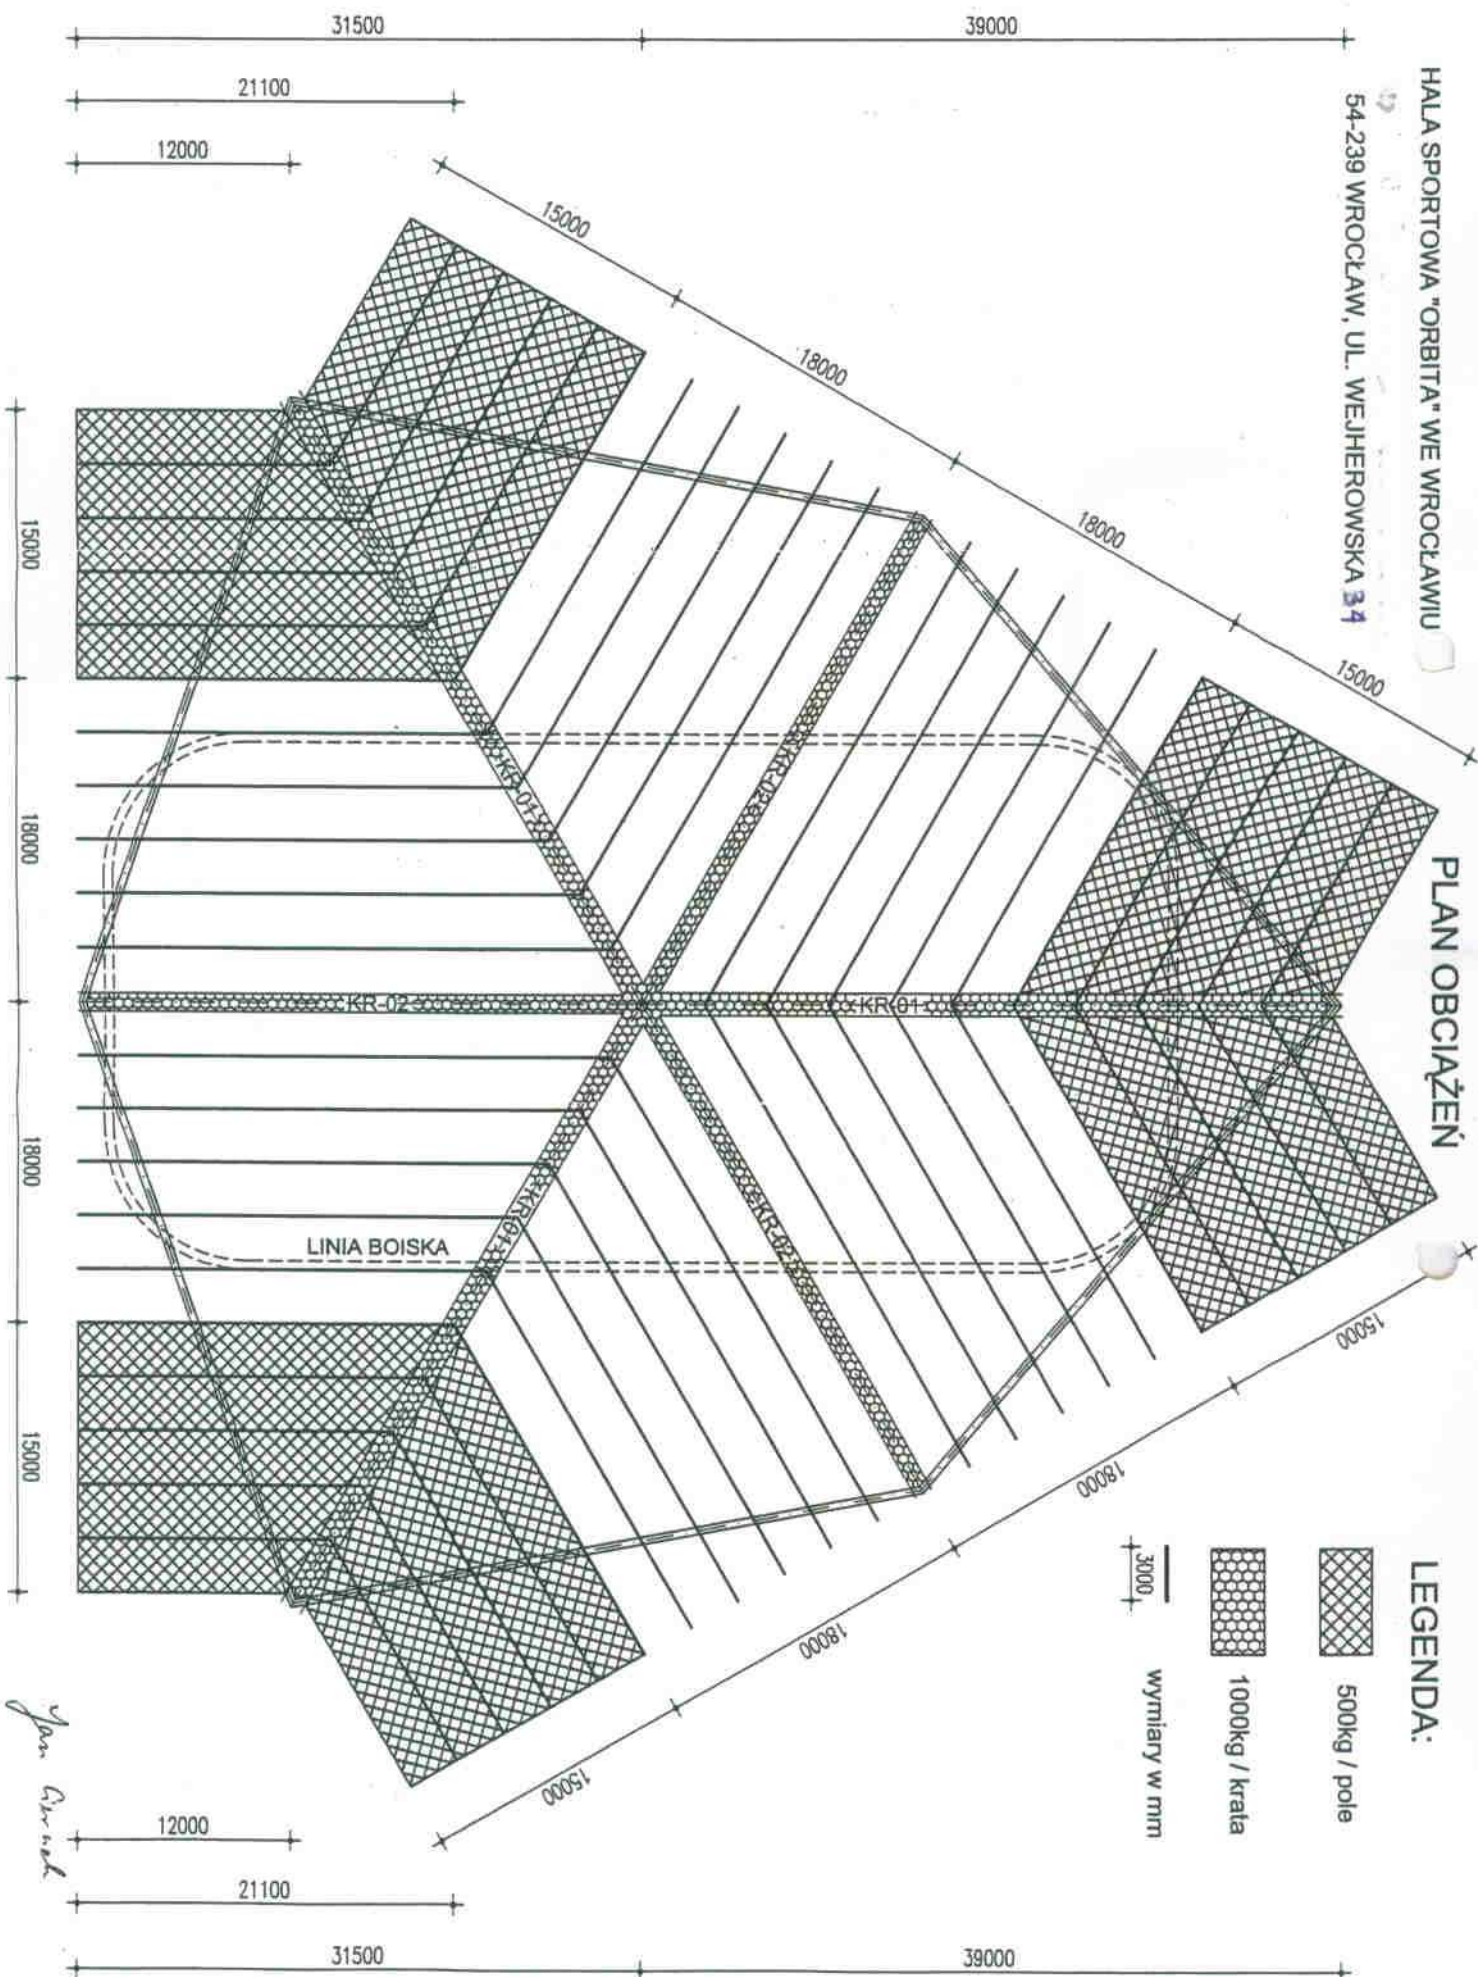 HALA SPORTOWA "ORBITA" WE WROCŁAWIU
54-239 WROCŁAW, UL. WEJHEROWSKA 34
PLAN OBCIĄŻEŃ
LEGENDA:
500kg / pole
1000kg / krata
3000
wymiary w mm
31500
39000
21100
12000
15000
18000
18000
15000
15000
18000
18000
15000
15000
18000
18000
15000
KR-01
KR-02
KR-02
KR-01
KR-01
KR-02
LINIA BOISKA
12000
21100
31500
39000
Jan